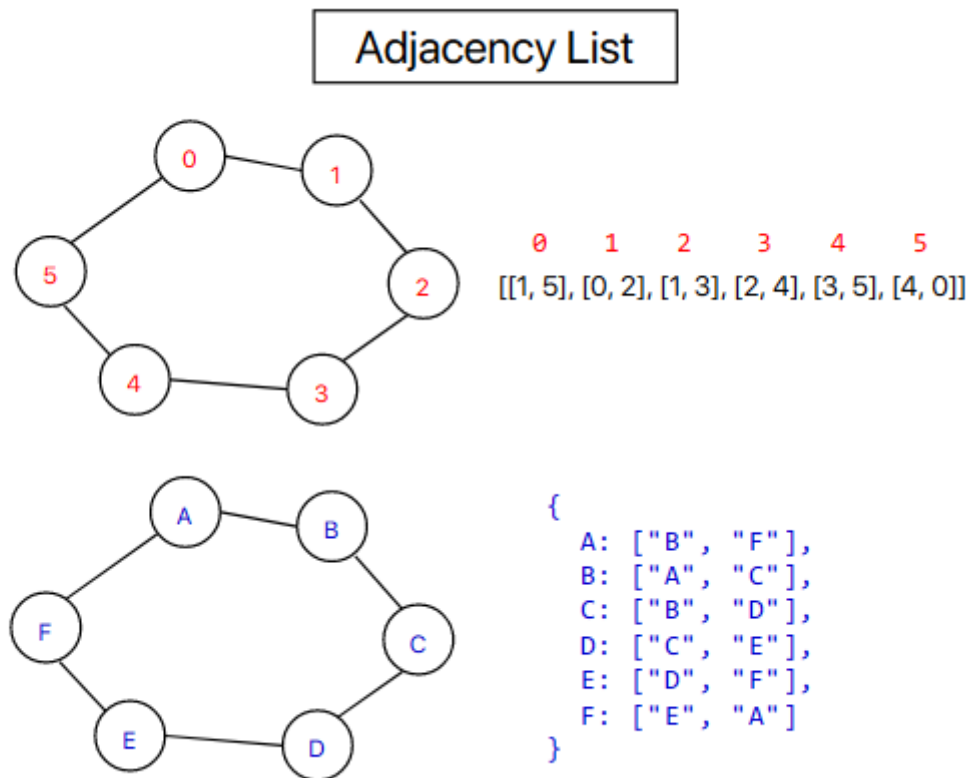 Adjacency List
0
1
5
2
4
3
0 1 2 3 4 5
[[1, 5], [0, 2], [1, 3], [2, 4], [3, 5], [4, 0]]
A
B
F
C
E
D
{
A: ["B", "F"],
B: ["A", "C"],
C: ["B", "D"],
D: ["C", "E"],
E: ["D", "F"],
F: ["E", "A"]
}